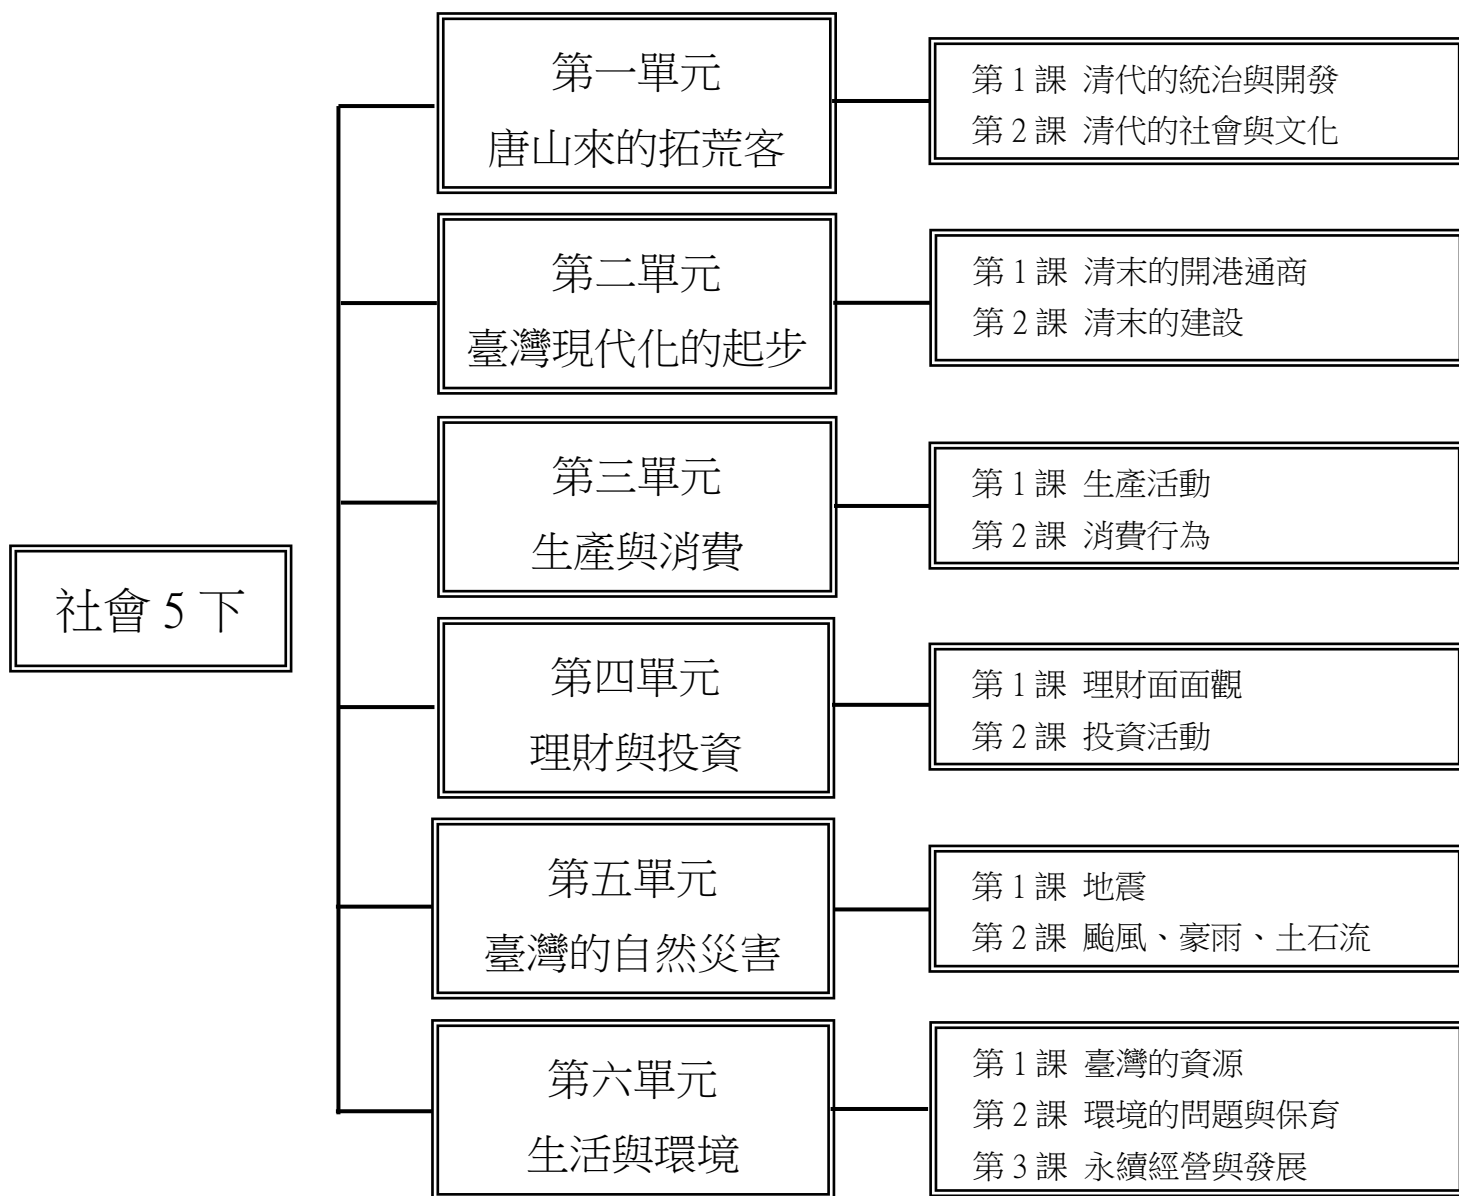 社會 5 下
第一單元
唐山來的拓荒客
第 1 課 清代的統治與開發
第 2 課 清代的社會與文化
第二單元
臺灣現代化的起步
第 1 課 清末的開港通商
第 2 課 清末的建設
第三單元
生產與消費
第 1 課 生產活動
第 2 課 消費行為
第四單元
理財與投資
第 1 課 理財面面觀
第 2 課 投資活動
第五單元
臺灣的自然災害
第 1 課 地震
第 2 課 颱風、豪雨、土石流
第六單元
生活與環境
第 1 課 臺灣的資源
第 2 課 環境的問題與保育
第 3 課 永續經營與發展